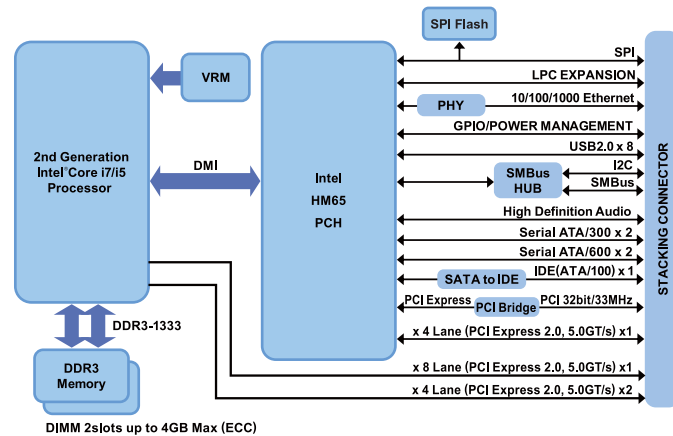 SPI Flash
SPI
VRM
LPC EXPANSION
PHY
10/100/1000 Ethernet
GPIO/POWER MANAGEMENT
USB2.0 x 8
2nd Generation
Intel®Core i7/i5
Processor
DMI
Intel
HM65
PCH
SMBus
HUB
I2C
SMBus
High Definition Audio
Serial ATA/300 x 2
Serial ATA/600 x 2
SATA to IDE
IDE(ATA/100) x 1
PCI Express
PCI Bridge
PCI 32bit/33MHz
x 4 Lane (PCI Express 2.0, 5.0GT/s) x1
x 8 Lane (PCI Express 2.0, 5.0GT/s) x1
x 4 Lane (PCI Express 2.0, 5.0GT/s) x2
STACKING CONNECTOR
DDR3-1333
DDR3
Memory
DIMM 2slots up to 4GB Max (ECC)